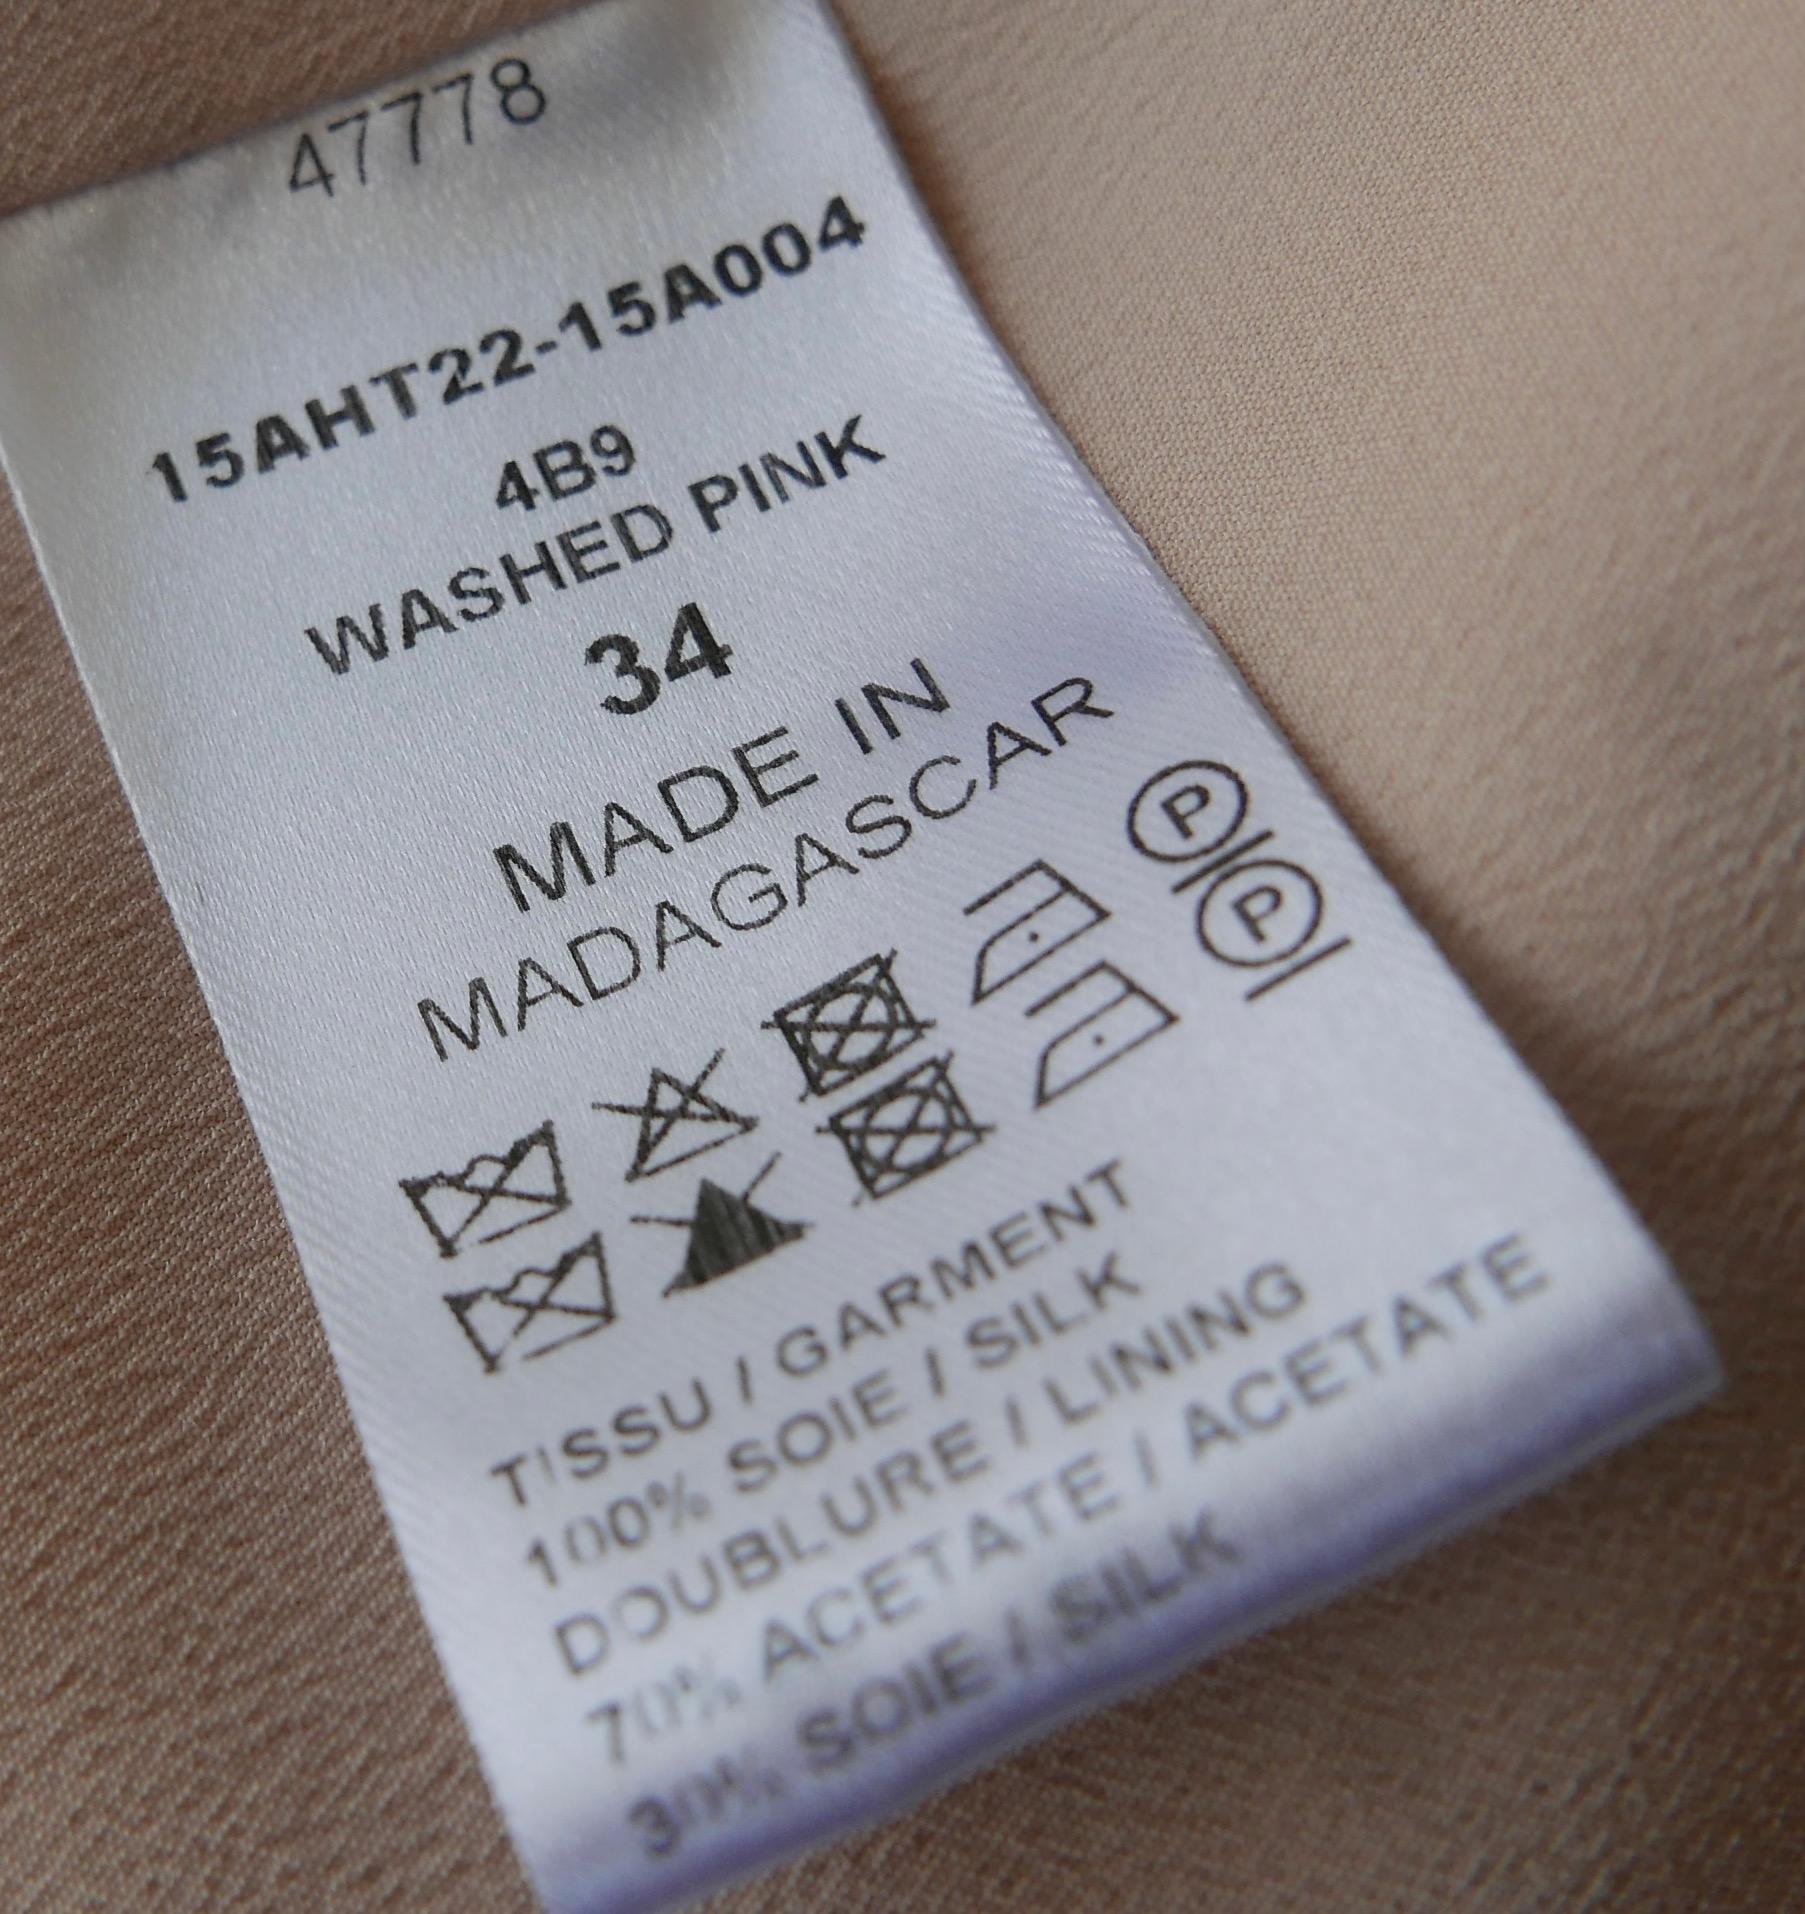 47778
15AHT22-15A004
4B9
WASHED PINK
34
MADE IN
MADAGASCAR
P
P
TISSU / GARMENT
100% SOIE / SILK
DOUBLURE / LINING
70% ACETATE / ACETATE
30% SOIE / SILK